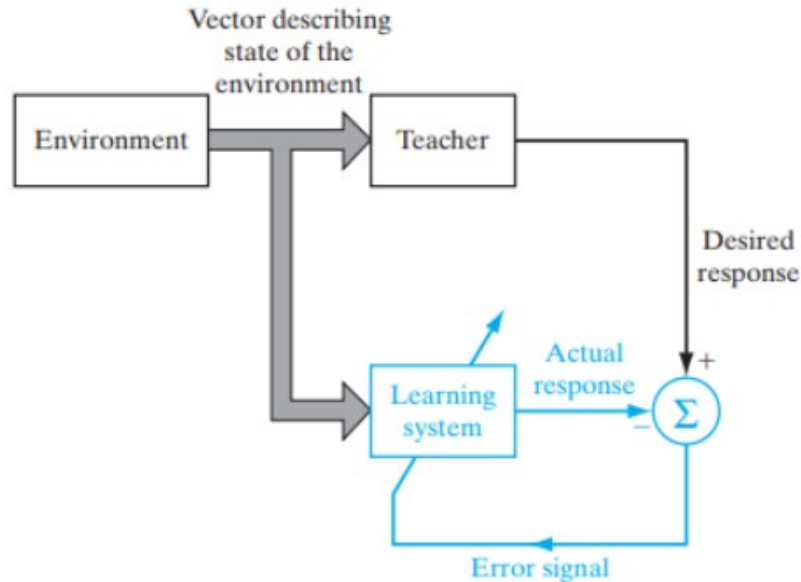 Vector describing
state of the
environment
Environment
Teacher
Desired
response
+
Actual
response
Learning
system
−
Σ
Error signal